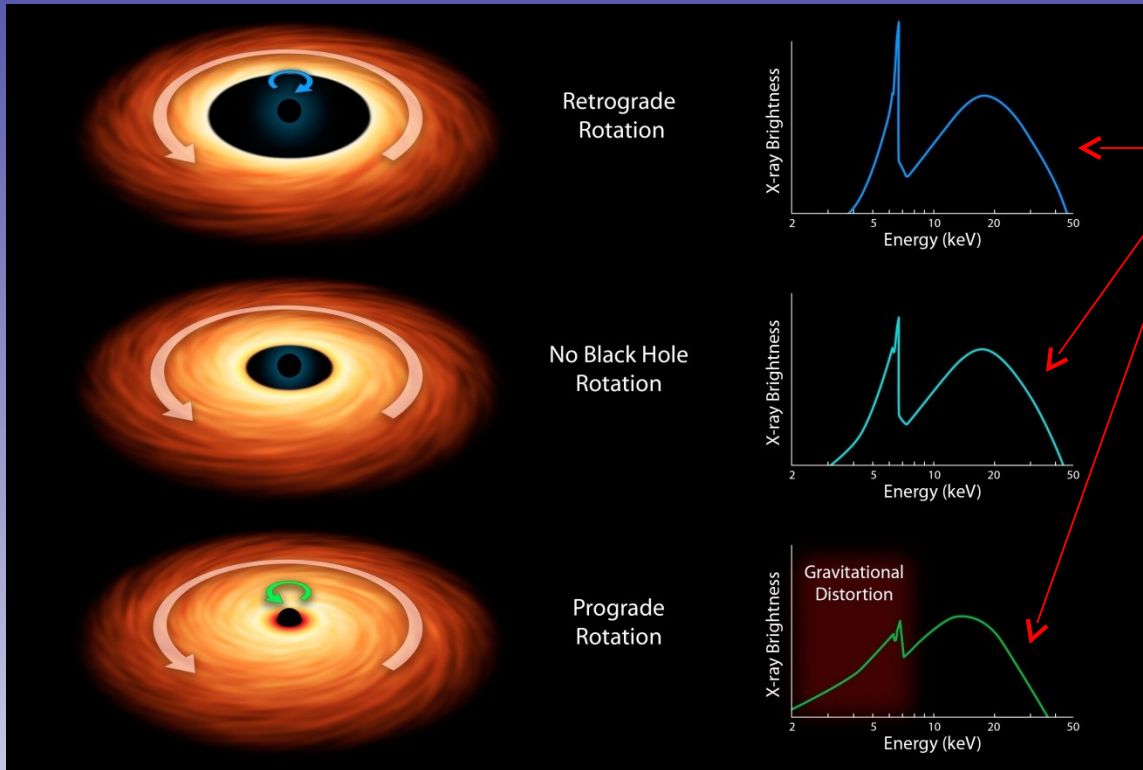 Retrograde
Rotation
X-ray Brightness
2 5 10 20 50
Energy (keV)
No Black Hole
Rotation
X-ray Brightness
2 5 10 20 50
Energy (keV)
Prograde
Rotation
Gravitational
Distortion
X-ray Brightness
2 5 10 20 50
Energy (keV)